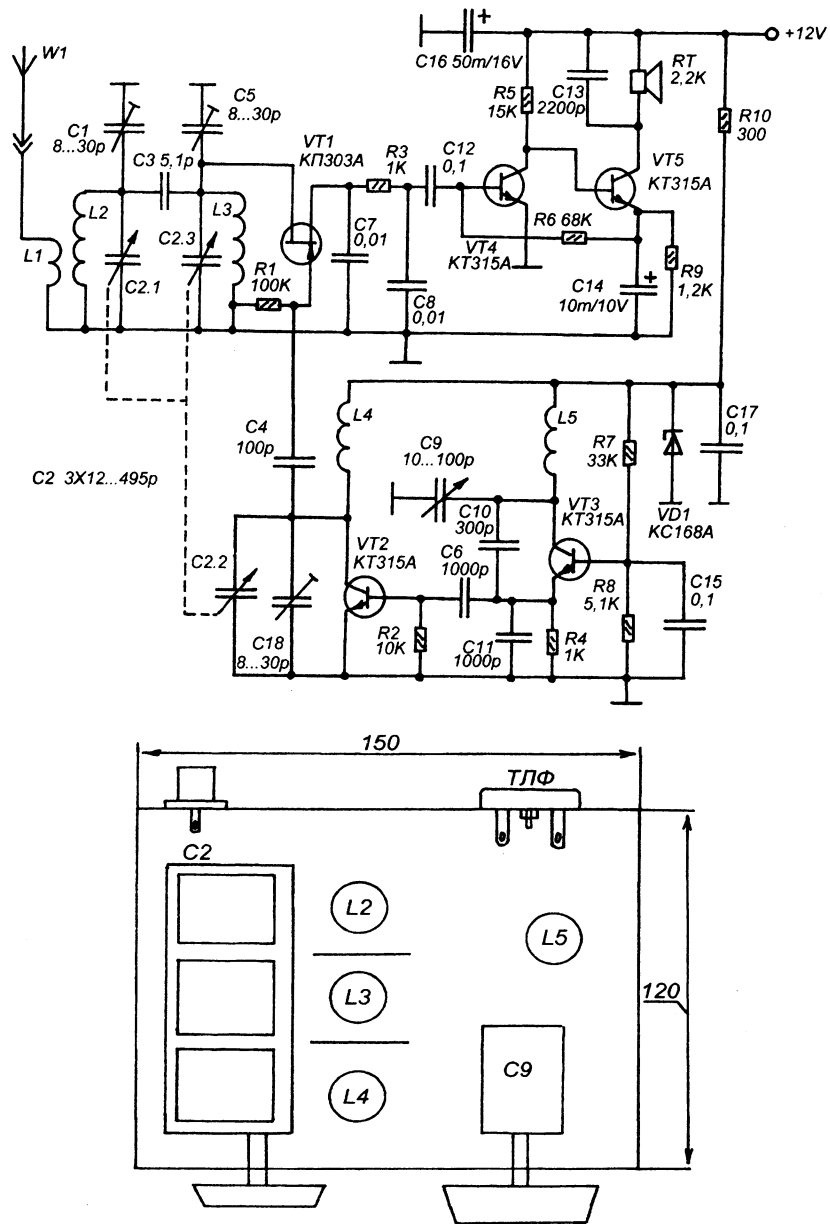 W1
C1
8...30p
C5
8...30p
C3 5,1p
VT1
КП303А
R3
1K
C12
0,1
C16 50m/16V
+
R5
15K
C13
2200p
RT
2,2K
+12V
R10
300
VT5
KT315A
L1
L2
C2.1
C2.3
L3
R1
100K
C7
0,01
C8
0,01
VT4
KT315A
R6 68K
C14
10m/10V
+
R9
1,2K
C4
100p
L4
C9
10...100p
L5
R7
33K
VD1
KC168A
C17
0,1
C2 3X12...495p
C2.2
C18
8...30p
VT2
KT315A
C10
300p
C6
1000p
VT3
KT315A
R2
10K
C11
1000p
R4
1K
R8
5,1K
C15
0,1
150
ТЛФ
C2
L2
L3
L4
L5
C9
120